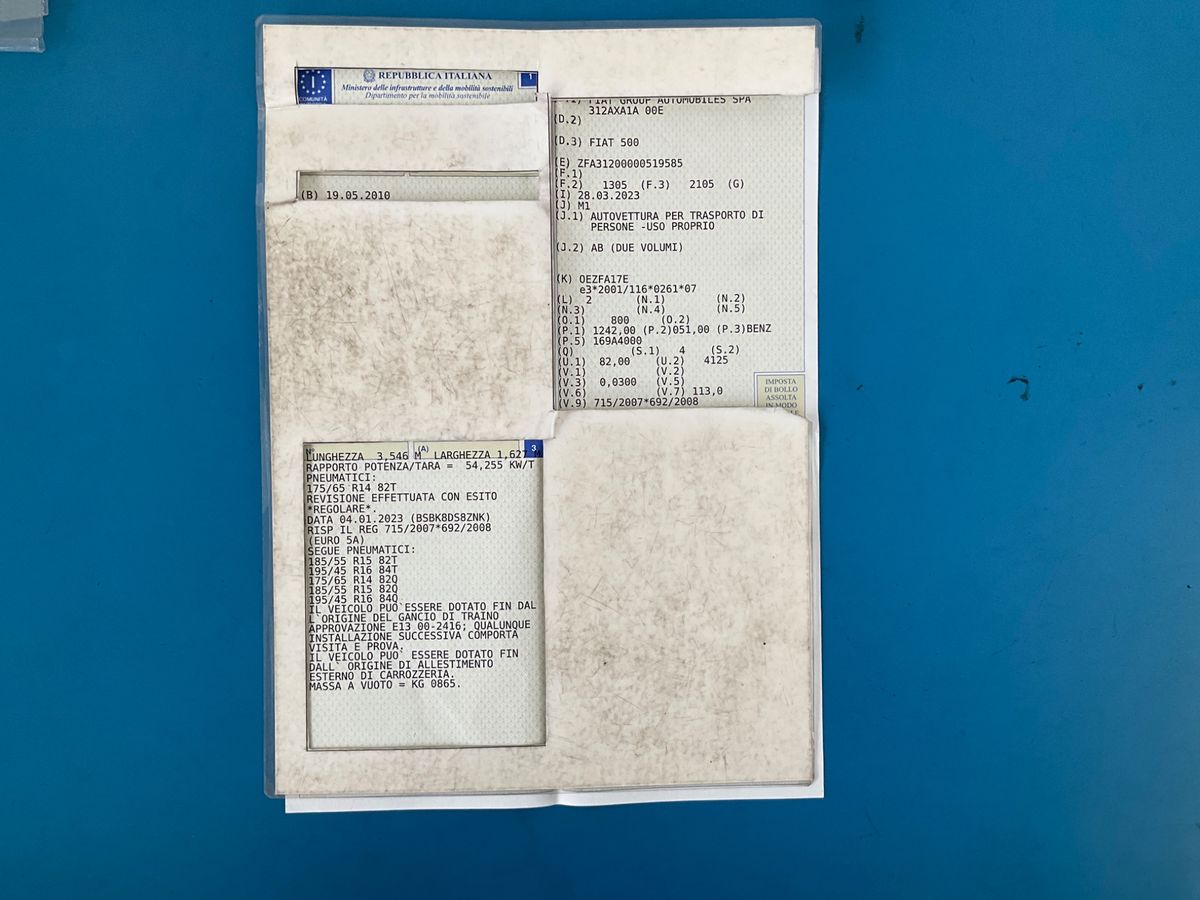 I
COMUNITÀ
REPUBBLICA ITALIANA
1
Ministero delle infrastrutture e della mobilità sostenibili
Dipartimento per la mobilità sostenibile
(B) 19.05.2010
FIAT GROUP AUTOMOBILES SPA
312AXA1A 00E
(D.2)
(D.3) FIAT 500
(E) ZFA31200000519585
(F.1)
(F.2) 1305 (F.3) 2105 (G)
(I) 28.03.2023
(J) M1
(J.1) AUTOVETTURA PER TRASPORTO DI
PERSONE -USO PROPRIO
(J.2) AB (DUE VOLUMI)
(K) OEZFA17E
e3*2001/116*0261*07
(L) 2 (N.1) (N.2)
(N.3) (N.4) (N.5)
(O.1) 800 (O.2)
(P.1) 1242,00 (P.2)051,00 (P.3)BENZ
(P.5) 169A4000
(Q) (S.1) 4 (S.2)
(U.1) 82,00 (U.2) 4125
(V.1) (V.2)
(V.3) 0,0300 (V.5)
(V.6) (V.7) 113,0
(V.9) 715/2007*692/2008
IMPOSTA
DI BOLLO
ASSOLTA
IN MODO
N° (A) 3
LUNGHEZZA 3,546 M LARGHEZZA 1,627 M
RAPPORTO POTENZA/TARA = 54,255 KW/T
PNEUMATICI:
175/65 R14 82T
REVISIONE EFFETTUATA CON ESITO
*REGOLARE*.
DATA 04.01.2023 (BSBK8DS8ZNK)
RISP IL REG 715/2007*692/2008
(EURO 5A)
SEGUE PNEUMATICI:
185/55 R15 82T
195/45 R16 84T
175/65 R14 82Q
185/55 R15 82Q
195/45 R16 84Q
IL VEICOLO PUO`ESSERE DOTATO FIN DAL
L`ORIGINE DEL GANCIO DI TRAINO
APPROVAZIONE E13 00-2416; QUALUNQUE
INSTALLAZIONE SUCCESSIVA COMPORTA
VISITA E PROVA.
IL VEICOLO PUO` ESSERE DOTATO FIN
DALL` ORIGINE DI ALLESTIMENTO
ESTERNO DI CARROZZERIA.
MASSA A VUOTO = KG 0865.